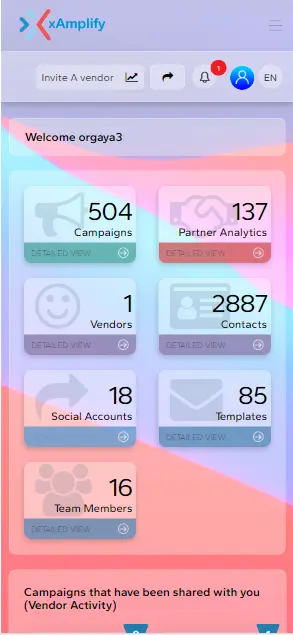 xAmplify
Invite A vendor
1
EN
Welcome orgaya3
504
Campaigns
DETAILED VIEW
137
Partner Analytics
DETAILED VIEW
1
Vendors
DETAILED VIEW
2887
Contacts
DETAILED VIEW
18
Social Accounts
85
Templates
DETAILED VIEW
16
Team Members
DETAILED VIEW
Campaigns that have been shared with you
(Vendor Activity)